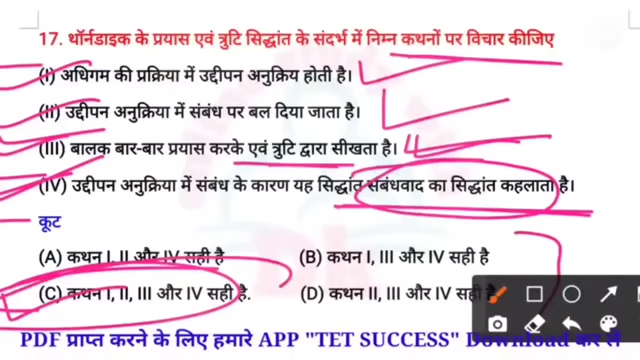 17. थॉर्नडाइक के प्रयास एवं त्रुटि सिद्धांत के संदर्भ में निम्न कथनों पर विचार कीजिए
(I) अधिगम की प्रक्रिया में उद्दीपन अनुक्रिय होती है।
(II) उद्दीपन अनुक्रिया में संबंध पर बल दिया जाता है।
(III) बालक बार-बार प्रयास करके एवं त्रुटि द्वारा सीखता है।
(IV) उद्दीपन अनुक्रिया में संबंध के कारण यह सिद्धांत संबंधवाद का सिद्धांत कहलाता है।
कूट
(A) कथन I, II और IV सही है (B) कथन I, III और IV सही है
(C) कथन I, II, III और IV सही है. (D) कथन II, III और IV सही है
PDF प्राप्त करने के लिए हमारे APP "TET SUCCESS" Download कर लै